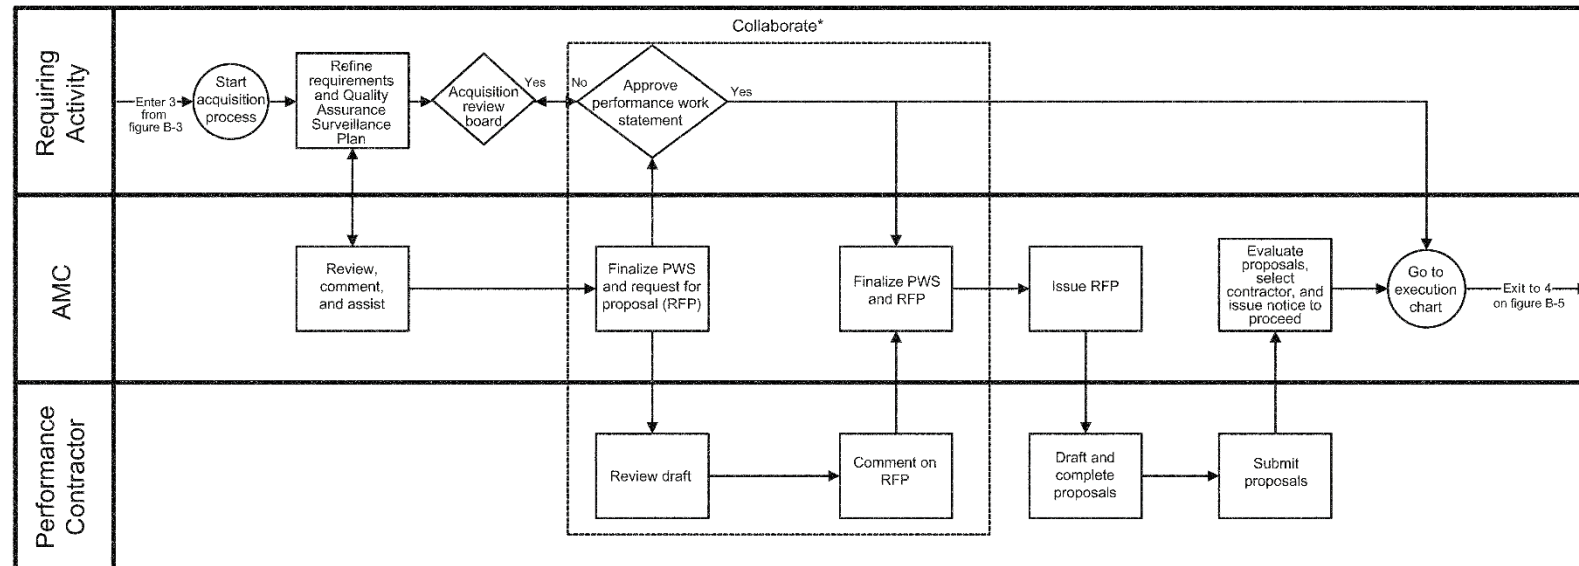 Collaborate*
Requiring
Activity
Enter 3
from
figure B-3
Start
acquisition
process
Refine
requirements
and Quality
Assurance
Surveillance
Plan
Acquisition
review
board
Yes
No
Approve
performance work
statement
Yes
AMC
Review,
comment,
and assist
Finalize PWS
and request for
proposal (RFP)
Finalize PWS
and RFP
Issue RFP
Evaluate
proposals,
select
contractor, and
issue notice to
proceed
Go to
execution
chart
Exit to 4
on figure B-5
Performance
Contractor
Review draft
Comment on
RFP
Draft and
complete
proposals
Submit
proposals